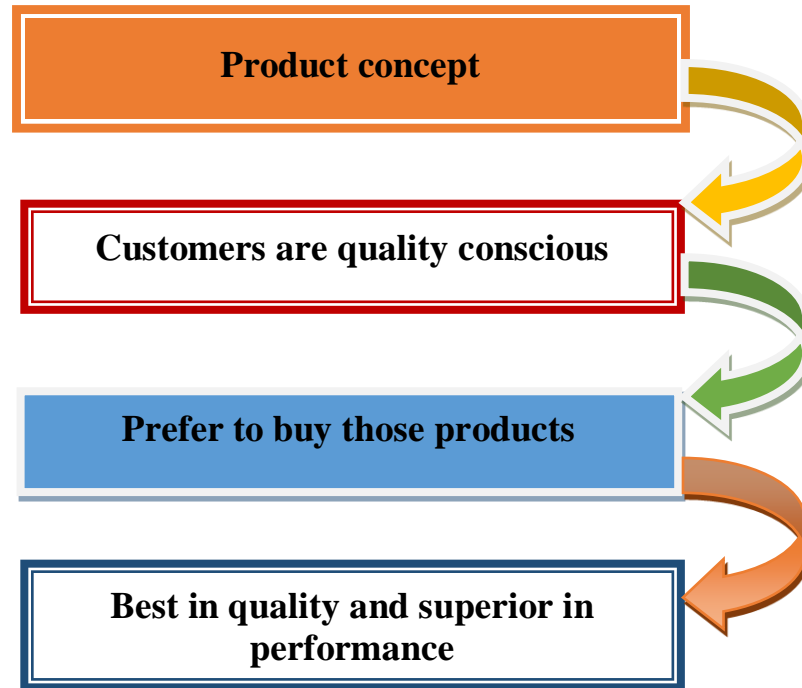 Product concept
Customers are quality conscious
Prefer to buy those products
Best in quality and superior in
performance